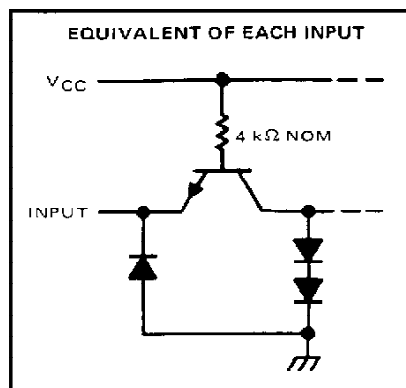 EQUIVALENT OF EACH INPUT
VCC
4 kΩ NOM
INPUT